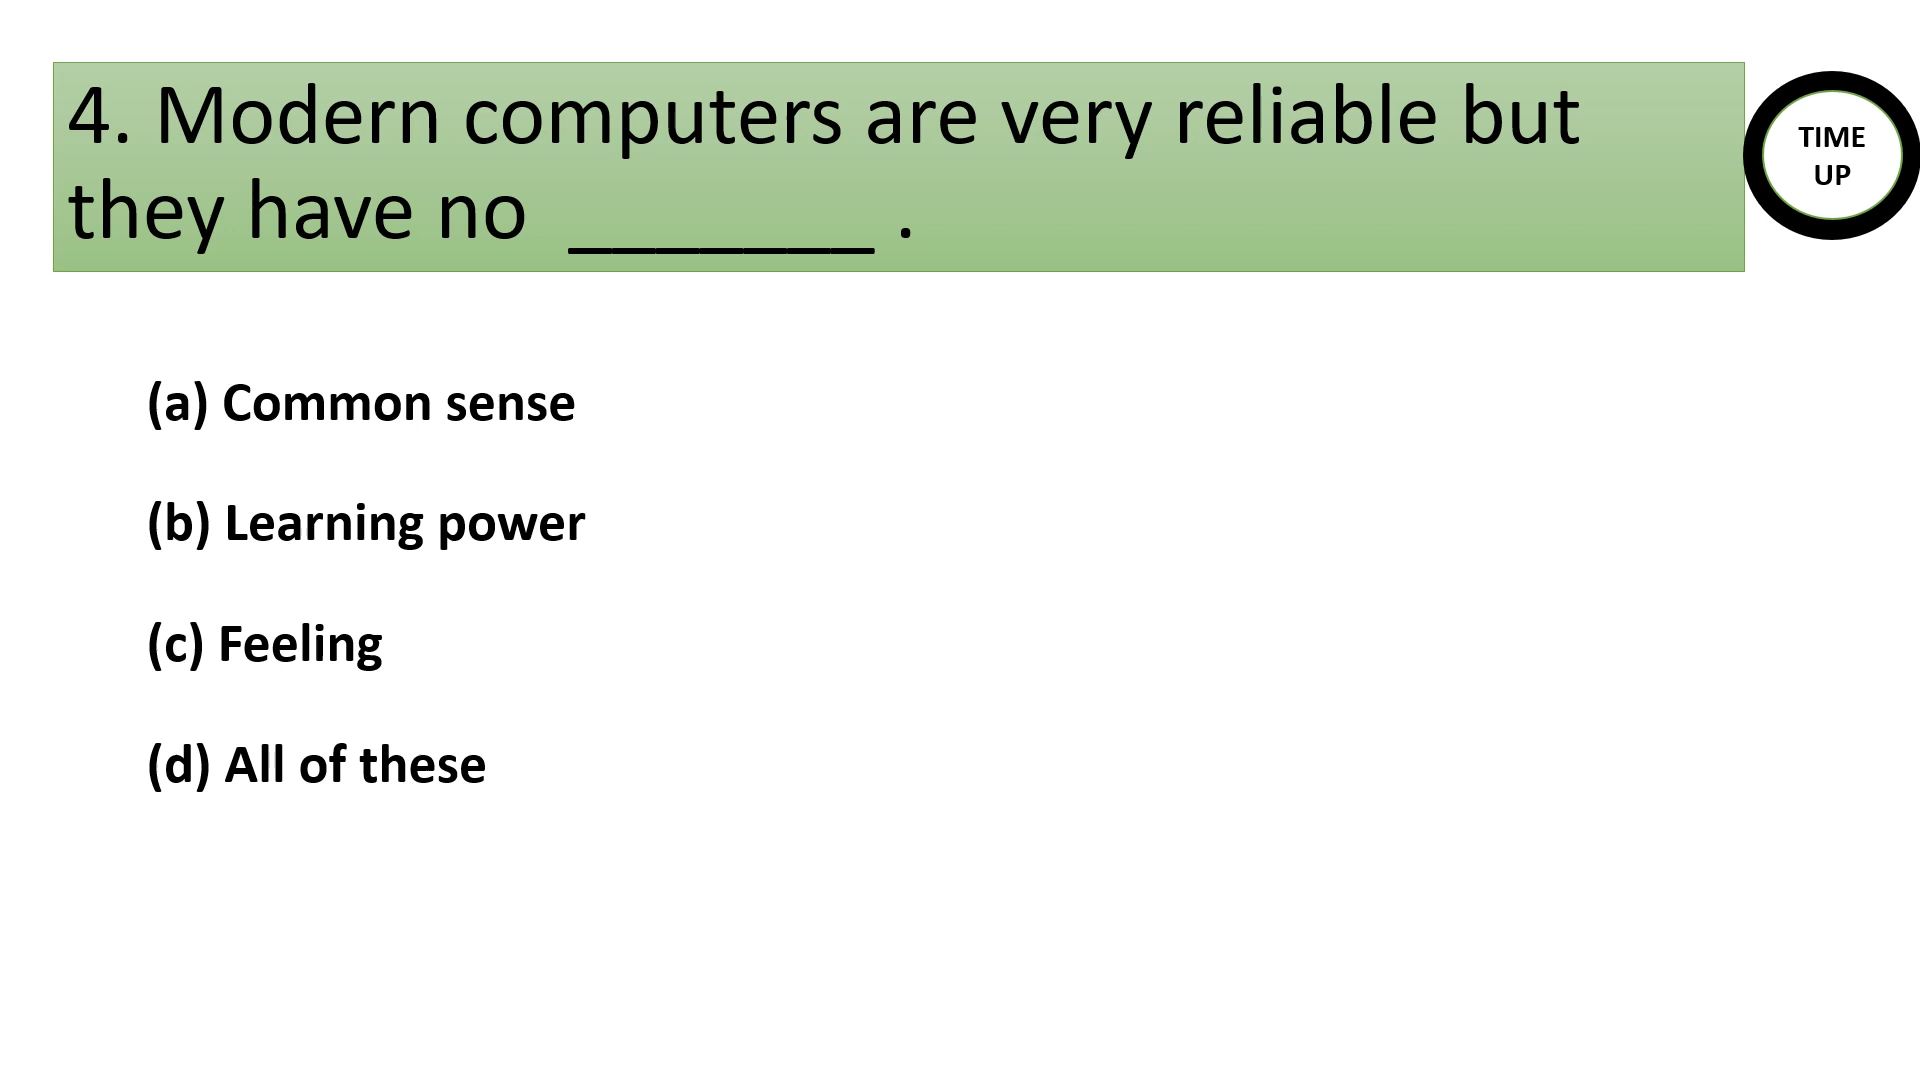 4. Modern computers are very reliable but
they have no _______ .
TIME
UP
(a) Common sense
(b) Learning power
(c) Feeling
(d) All of these